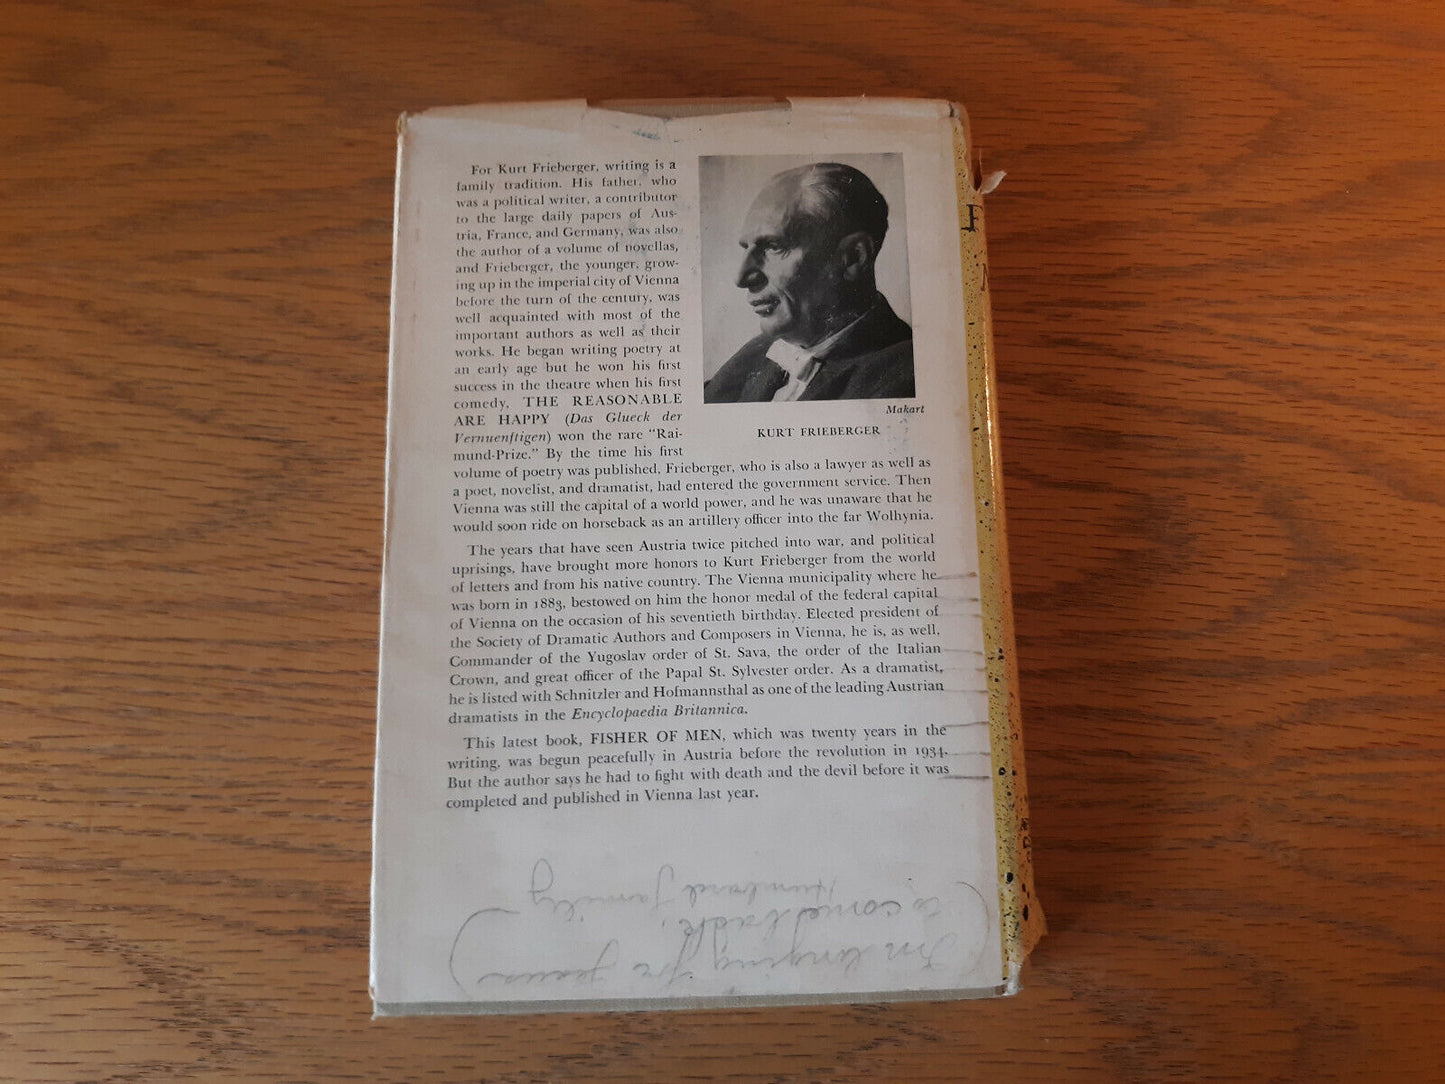 For Kurt Frieberger, writing is a
family tradition. His father, who
was a political writer, a contributor
to the large daily papers of Aus-
tria, France, and Germany, was also
the author of a volume of novellas,
and Frieberger, the younger, grow-
ing up in the imperial city of Vienna
before the turn of the century, was
well acquainted with most of the
important authors as well as their
works. He began writing poetry at
an early age but he won his first
success in the theatre when his first
comedy, THE REASONABLE
ARE HAPPY (Das Glueck der
Vernuenftigen) won the rare "Rai-
mund-Prize." By the time his first
volume of poetry was published, Frieberger, who is also a lawyer as well as
a poet, novelist, and dramatist, had entered the government service. Then
Vienna was still the capital of a world power, and he was unaware that he
would soon ride on horseback as an artillery officer into the far Wolhynia.
Makart
KURT FRIEBERGER
The years that have seen Austria twice pitched into war, and political
uprisings, have brought more honors to Kurt Frieberger from the world
of letters and from his native country. The Vienna municipality where he
was born in 1883, bestowed on him the honor medal of the federal capital
of Vienna on the occasion of his seventieth birthday. Elected president of
the Society of Dramatic Authors and Composers in Vienna, he is, as well,
Commander of the Yugoslav order of St. Sava, the order of the Italian
Crown, and great officer of the Papal St. Sylvester order. As a dramatist,
he is listed with Schnitzler and Hofmannsthal as one of the leading Austrian
dramatists in the Encyclopaedia Britannica.
This latest book, FISHER OF MEN, which was twenty years in the
writing, was begun peacefully in Austria before the revolution in 1934.
But the author says he had to fight with death and the devil before it was
completed and published in Vienna last year.
longing for Jesus
to come back,
family